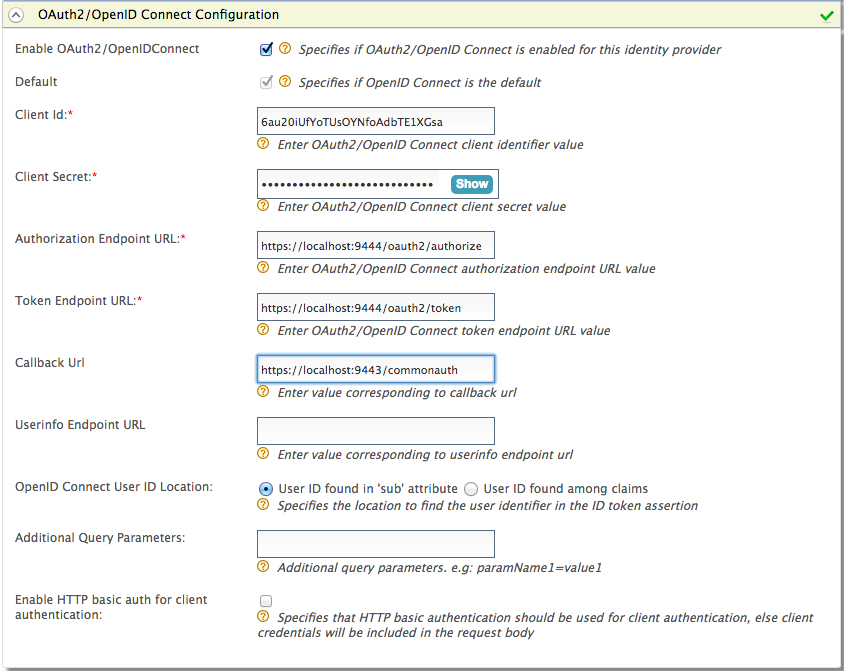 OAuth2/OpenID Connect Configuration
Enable OAuth2/OpenIDConnect
? Specifies if OAuth2/OpenID Connect is enabled for this identity provider
Default
? Specifies if OpenID Connect is the default
Client Id:*
6au20iUfYoTUsOYNfoAdbTE1XGsa
? Enter OAuth2/OpenID Connect client identifier value
Client Secret:*
•••••••••••••••••••••••••••• Show
? Enter OAuth2/OpenID Connect client secret value
Authorization Endpoint URL:*
https://localhost:9444/oauth2/authorize
? Enter OAuth2/OpenID Connect authorization endpoint URL value
Token Endpoint URL:*
https://localhost:9444/oauth2/token
? Enter OAuth2/OpenID Connect token endpoint URL value
Callback Url
https://localhost:9443/commonauth
? Enter value corresponding to callback url
Userinfo Endpoint URL
? Enter value corresponding to userinfo endpoint url
OpenID Connect User ID Location:
User ID found in 'sub' attribute User ID found among claims
? Specifies the location to find the user identifier in the ID token assertion
Additional Query Parameters:
? Additional query parameters. e.g: paramName1=value1
Enable HTTP basic auth for client
authentication:
? Specifies that HTTP basic authentication should be used for client authentication, else client
credentials will be included in the request body